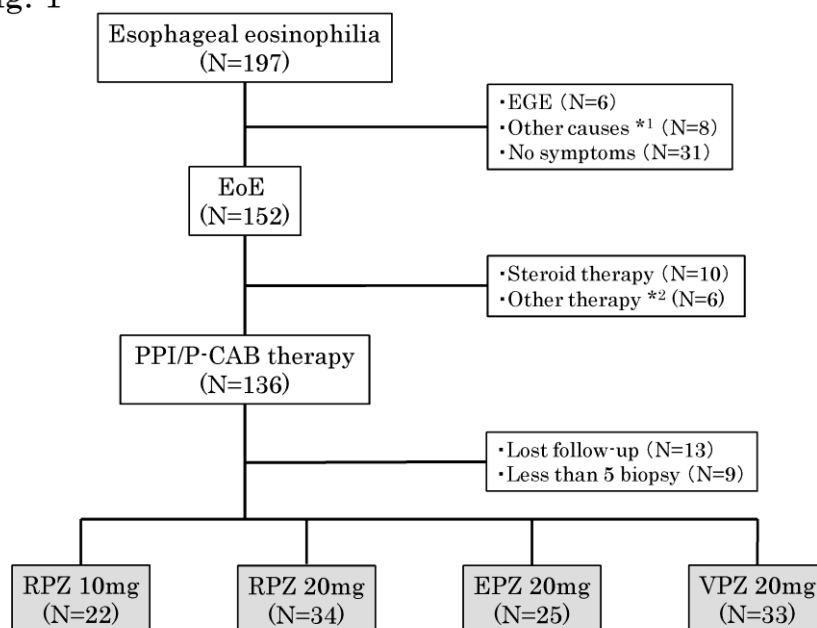 Esophageal eosinophilia
(N=197)
・EGE (N=6)
・Other causes *1 (N=8)
・No symptoms (N=31)
EoE
(N=152)
・Steroid therapy (N=10)
・Other therapy *2 (N=6)
PPI/P-CAB therapy
(N=136)
・Lost follow-up (N=13)
・Less than 5 biopsy (N=9)
RPZ 10mg
(N=22)
RPZ 20mg
(N=34)
EPZ 20mg
(N=25)
VPZ 20mg
(N=33)